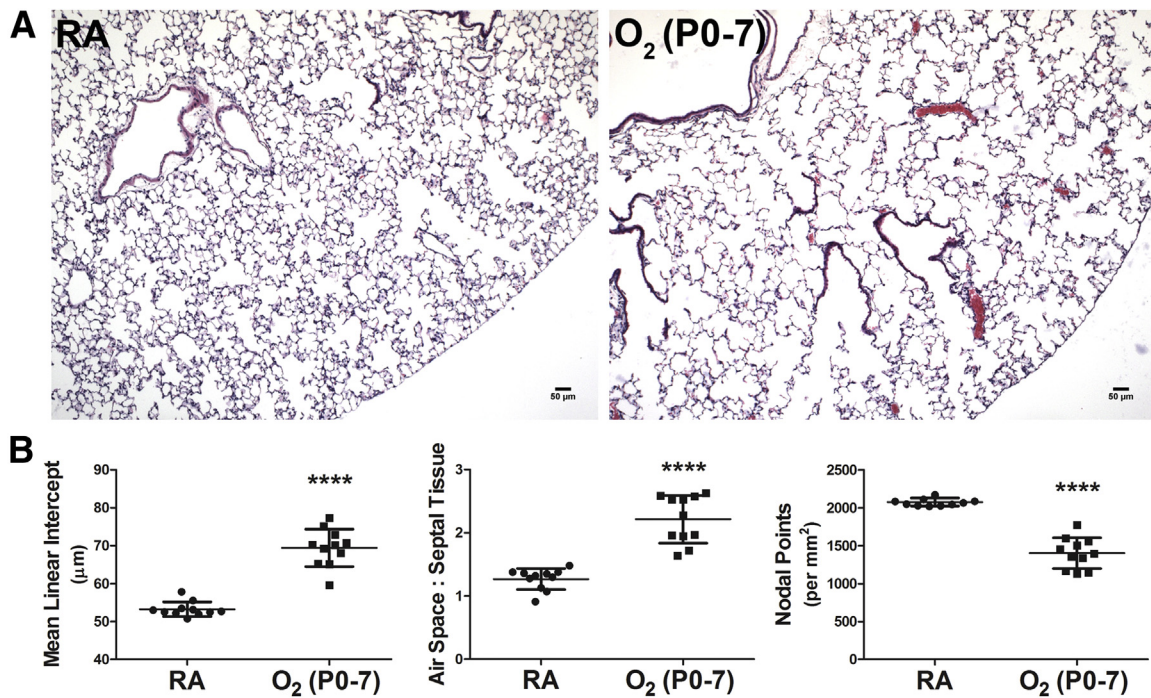 A
RA
O₂ (P0-7)
50 µm
50 µm
B
Mean Linear Intercept
(µm)
90
80
70
60
50
40
****
RA
O₂ (P0-7)
Air Space : Septal Tissue
3
2
1
0
****
RA
O₂ (P0-7)
Nodal Points
(per mm²)
2500
2000
1500
1000
500
0
****
RA
O₂ (P0-7)